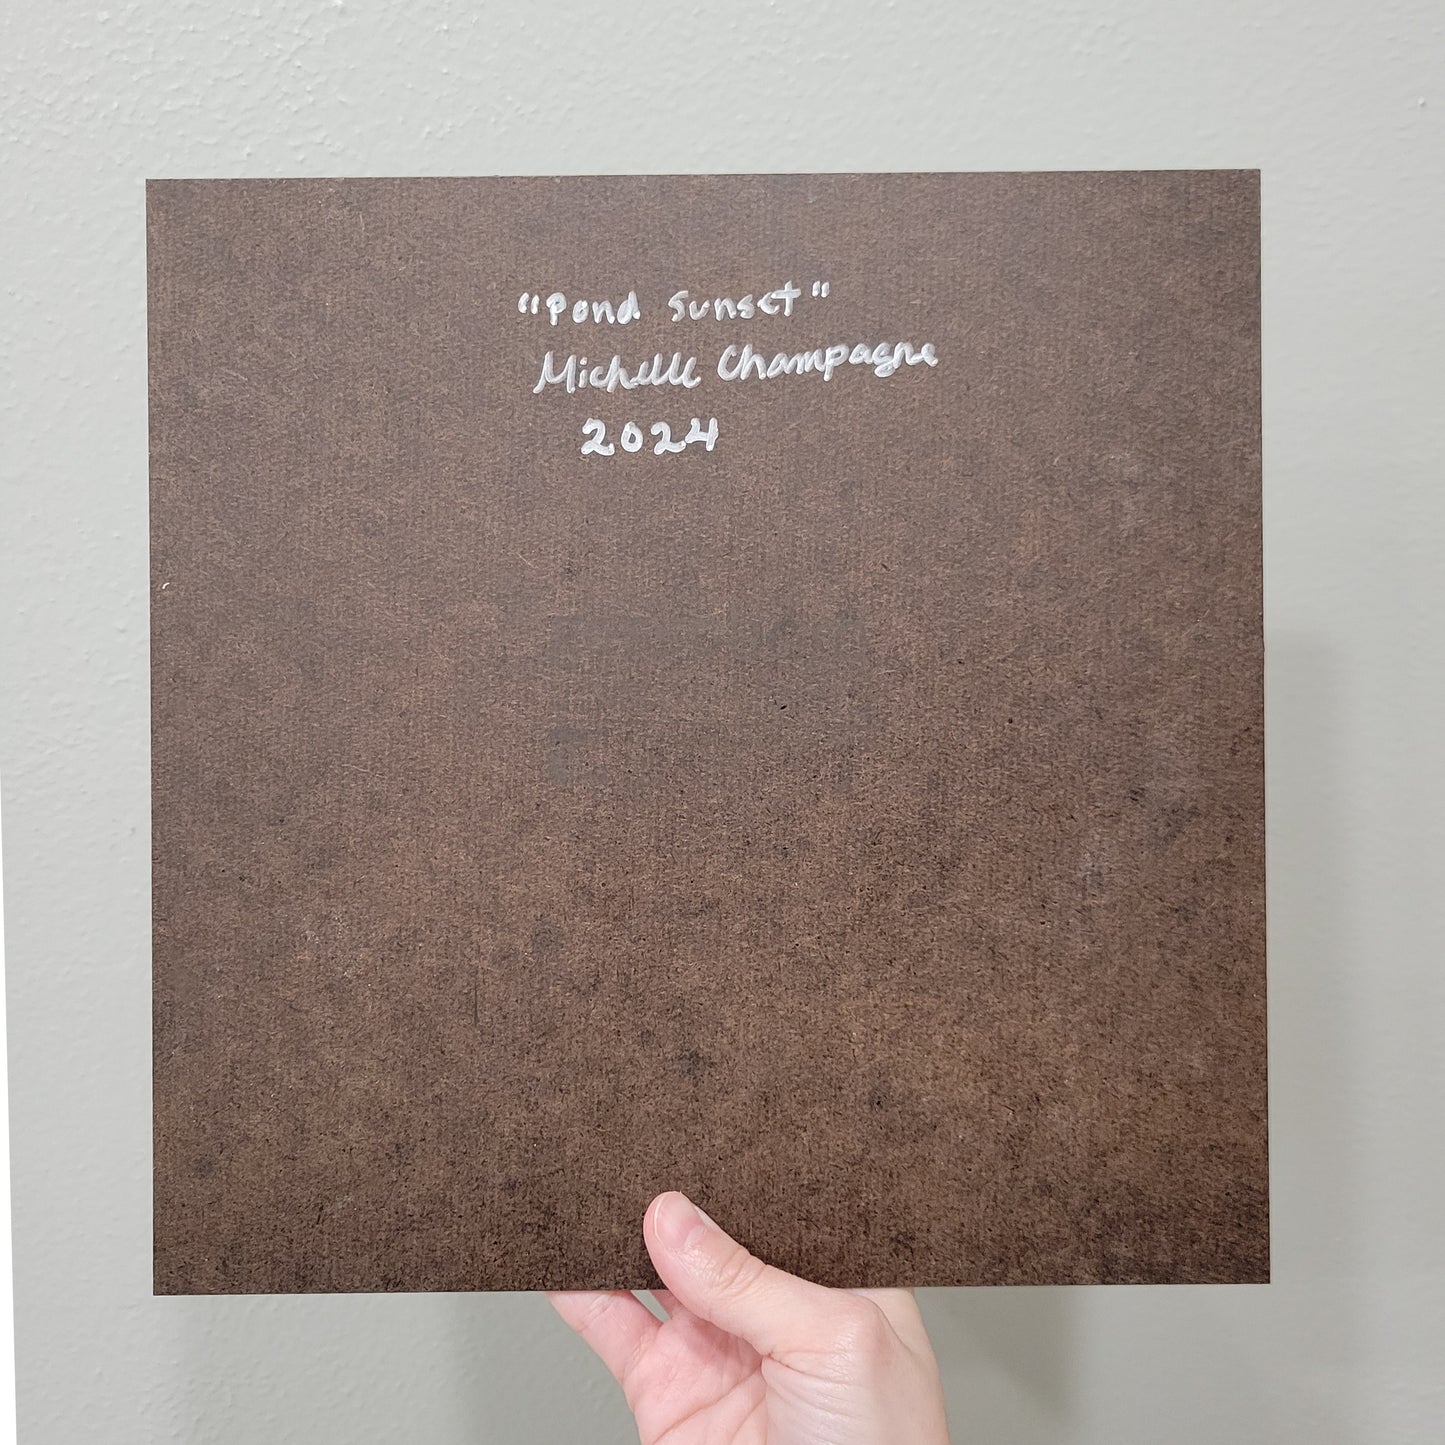 "Pond Sunset"
Michelle Champagne
2024